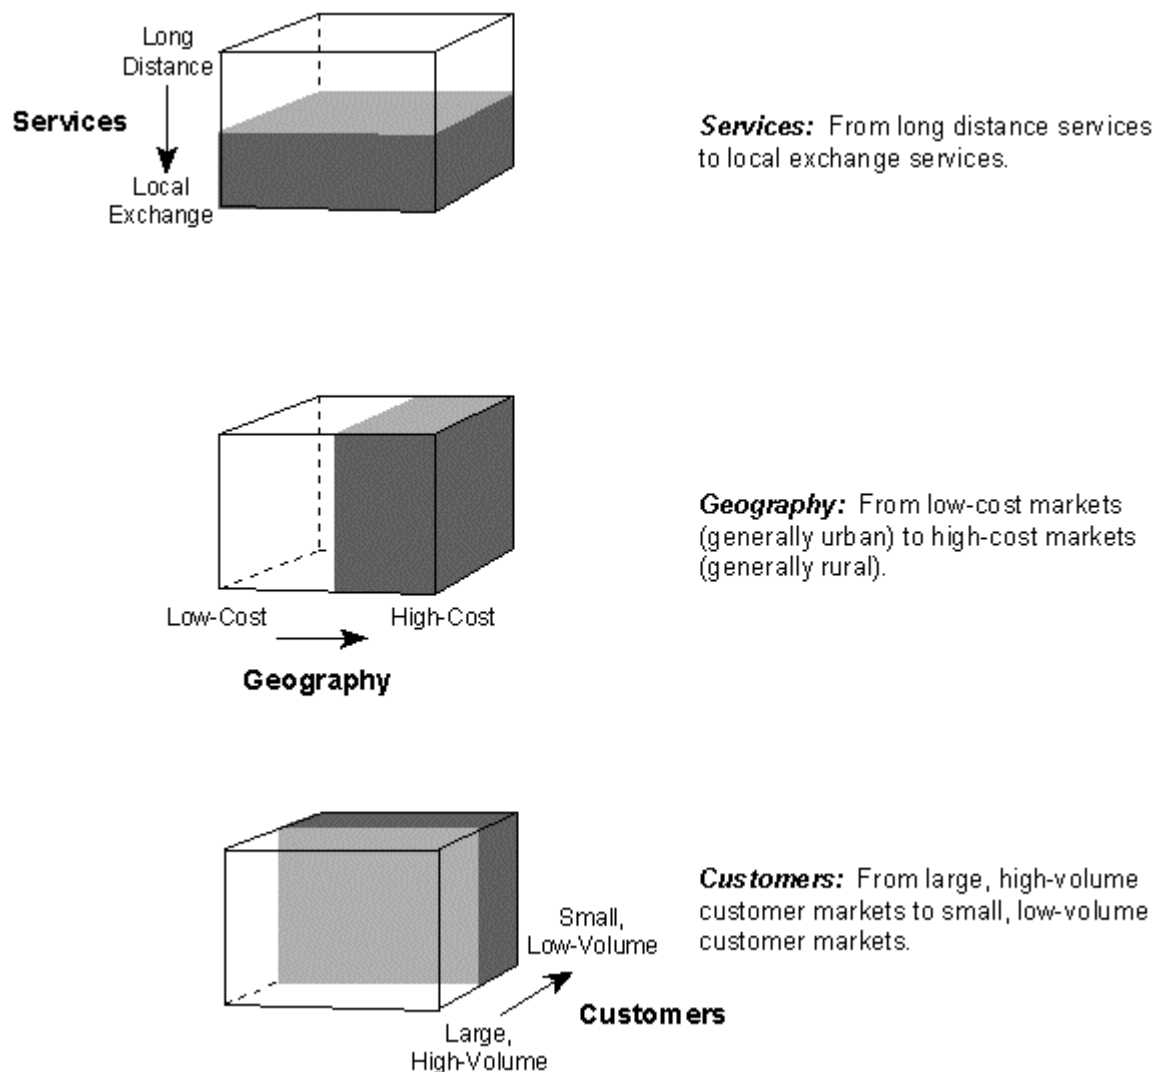 Long
Distance
Services
Local
Exchange
Services: From long distance services
to local exchange services.
Low-Cost
High-Cost
Geography
Geography: From low-cost markets
(generally urban) to high-cost markets
(generally rural).
Small,
Low-Volume
Customers
Large,
High-Volume
Customers: From large, high-volume
customer markets to small, low-volume
customer markets.